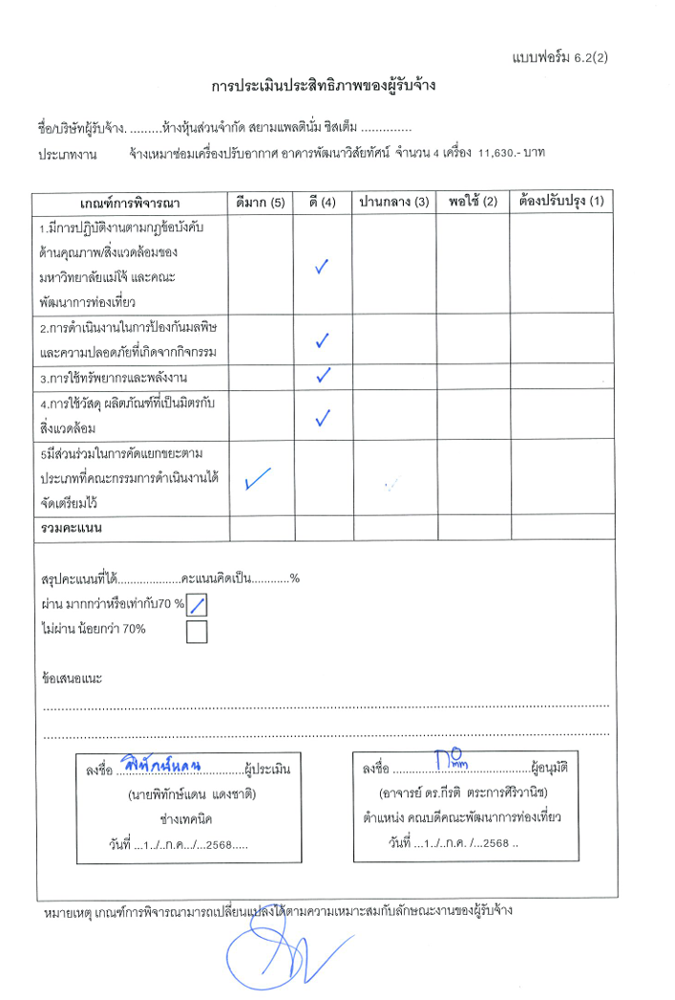 แบบฟอร์ม 6.2(2)
การประเมินประสิทธิภาพของผู้รับจ้าง
ชื่อ/บริษัทผู้รับจ้าง. .........ห้างหุ้นส่วนจำกัด สยามแพลตินั่ม ซิสเต็ม ..............
ประเภทงาน จ้างเหมาซ่อมเครื่องปรับอากาศ อาคารพัฒนาวิสัยทัศน์ จำนวน 4 เครื่อง 11,630.- บาท
เกณฑ์การพิจารณา ดีมาก (5) ดี (4) ปานกลาง (3) พอใช้ (2) ต้องปรับปรุง (1)
1.มีการปฏิบัติงานตามกฎข้อบังคับ
ด้านคุณภาพ/สิ่งแวดล้อมของ
มหาวิทยาลัยแม่โจ้ และคณะ
พัฒนาการท่องเที่ยว
2.การดำเนินงานในการป้องกันมลพิษ
และความปลอดภัยที่เกิดจากกิจกรรม
3.การใช้ทรัพยากรและพลังงาน
4.การใช้วัสดุ ผลิตภัณฑ์ที่เป็นมิตรกับ
สิ่งแวดล้อม
5มีส่วนร่วมในการคัดแยกขยะตาม
ประเภทที่คณะกรรมการดำเนินงานได้
จัดเตรียมไว้
รวมคะแนน
สรุปคะแนนที่ได้....................คะแนนคิดเป็น............%
ผ่าน มากกว่าหรือเท่ากับ70 %
ไม่ผ่าน น้อยกว่า 70%
ข้อเสนอแนะ
ลงชื่อ พิทักษ์แดน ผู้ประเมิน
(นายพิทักษ์แดน แดงชาติ)
ช่างเทคนิค
วันที่ ...1../..ก.ค.../...2568.....
ลงชื่อ ผู้อนุมัติ
(อาจารย์ ดร.กีรติ ตระการศิริวานิช)
ตำแหน่ง คณบดีคณะพัฒนาการท่องเที่ยว
วันที่ ...1../..ก.ค. /...2568 ..
หมายเหตุ เกณฑ์การพิจารณามารถเปลี่ยนแปลงได้ตามความเหมาะสมกับลักษณะงานของผู้รับจ้าง